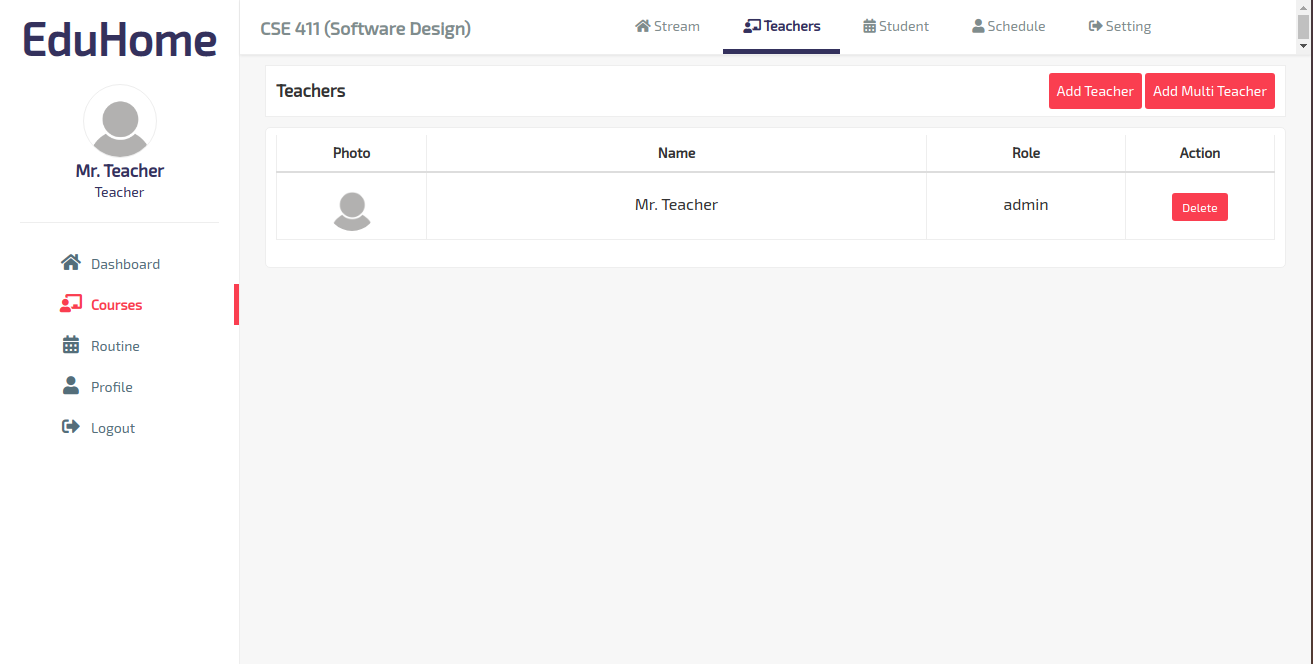 EduHome
Mr. Teacher
Teacher
Dashboard
Courses
Routine
Profile
Logout
CSE 411 (Software Design)
Stream
Teachers
Student
Schedule
Setting
Teachers
Add Teacher
Add Multi Teacher
Photo Name Role Action
Mr. Teacher admin Delete